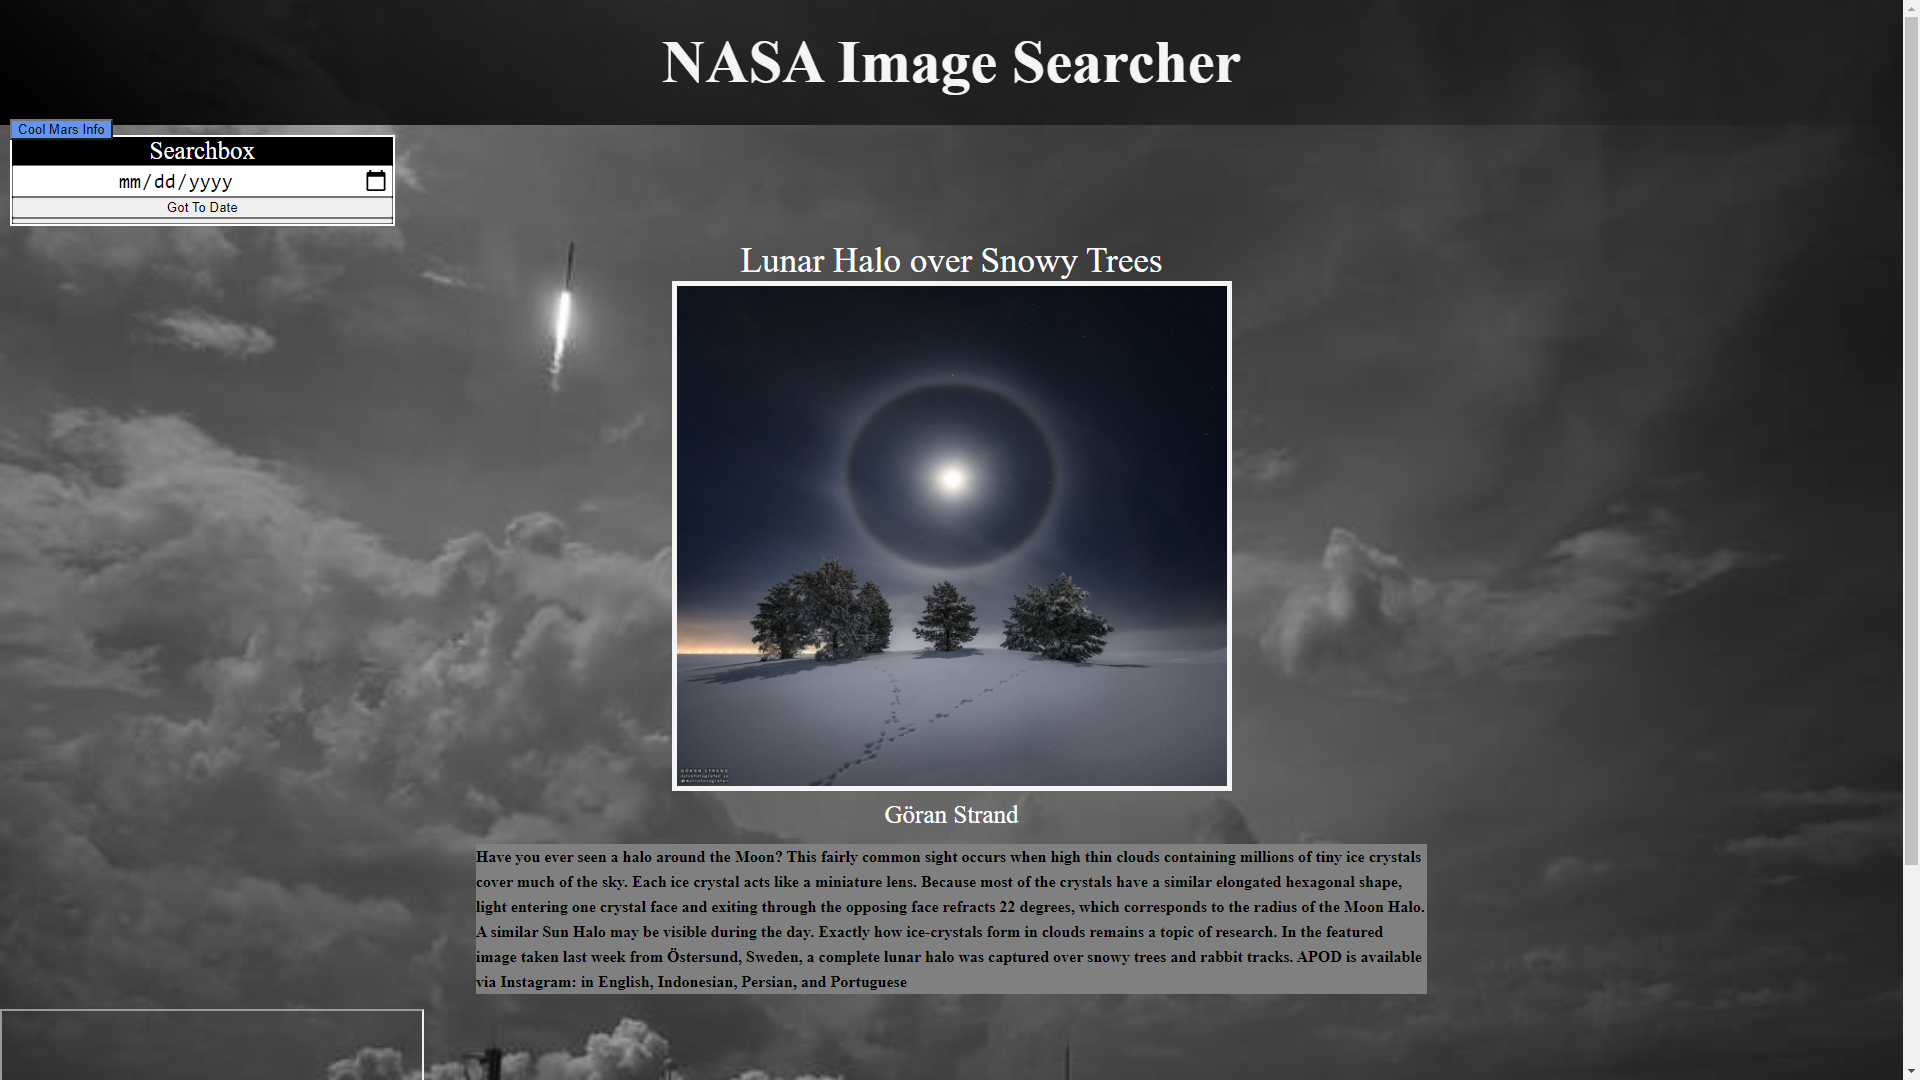 NASA Image Searcher
Cool Mars Info
Searchbox
mm/dd/yyyy
Got To Date
Lunar Halo over Snowy Trees
GÖRAN STRAND
Göran Strand
Have you ever seen a halo around the Moon? This fairly common sight occurs when high thin clouds containing millions of tiny ice crystals
cover much of the sky. Each ice crystal acts like a miniature lens. Because most of the crystals have a similar elongated hexagonal shape,
light entering one crystal face and exiting through the opposing face refracts 22 degrees, which corresponds to the radius of the Moon Halo.
A similar Sun Halo may be visible during the day. Exactly how ice-crystals form in clouds remains a topic of research. In the featured
image taken last week from Östersund, Sweden, a complete lunar halo was captured over snowy trees and rabbit tracks. APOD is available
via Instagram: in English, Indonesian, Persian, and Portuguese